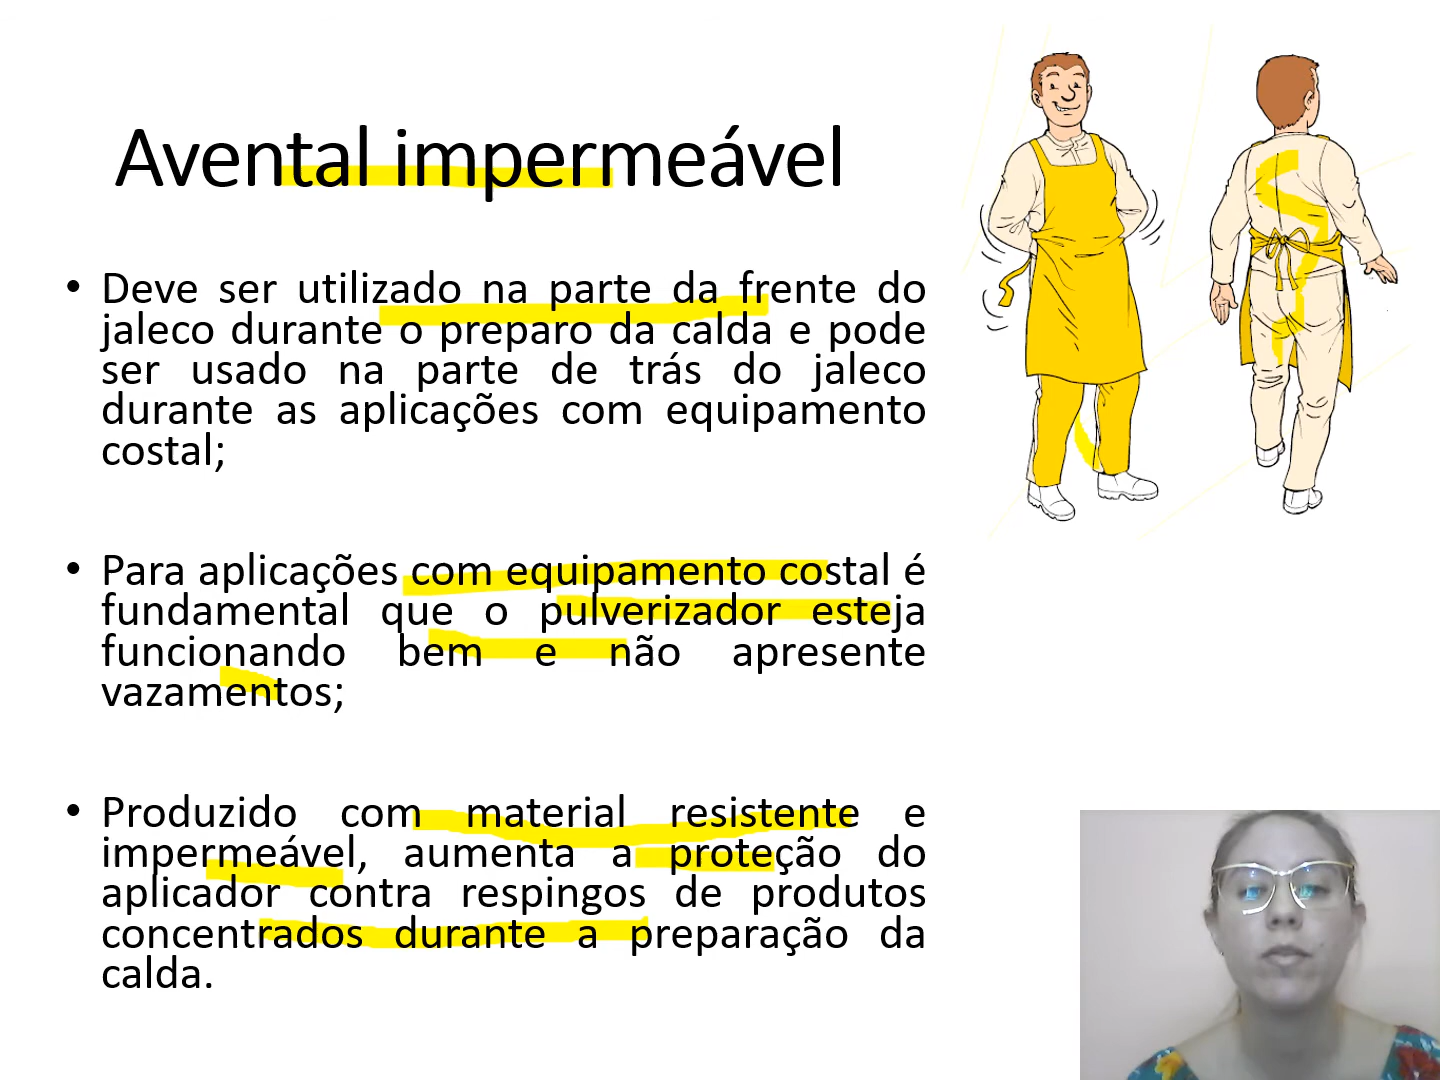 Avental impermeável
• Deve ser utilizado na parte da frente do
jaleco durante o preparo da calda e pode
ser usado na parte de trás do jaleco
durante as aplicações com equipamento
costal;
• Para aplicações com equipamento costal é
fundamental que o pulverizador esteja
funcionando bem e não apresente
vazamentos;
• Produzido com material resistente e
impermeável, aumenta a proteção do
aplicador contra respingos de produtos
concentrados durante a preparação da
calda.